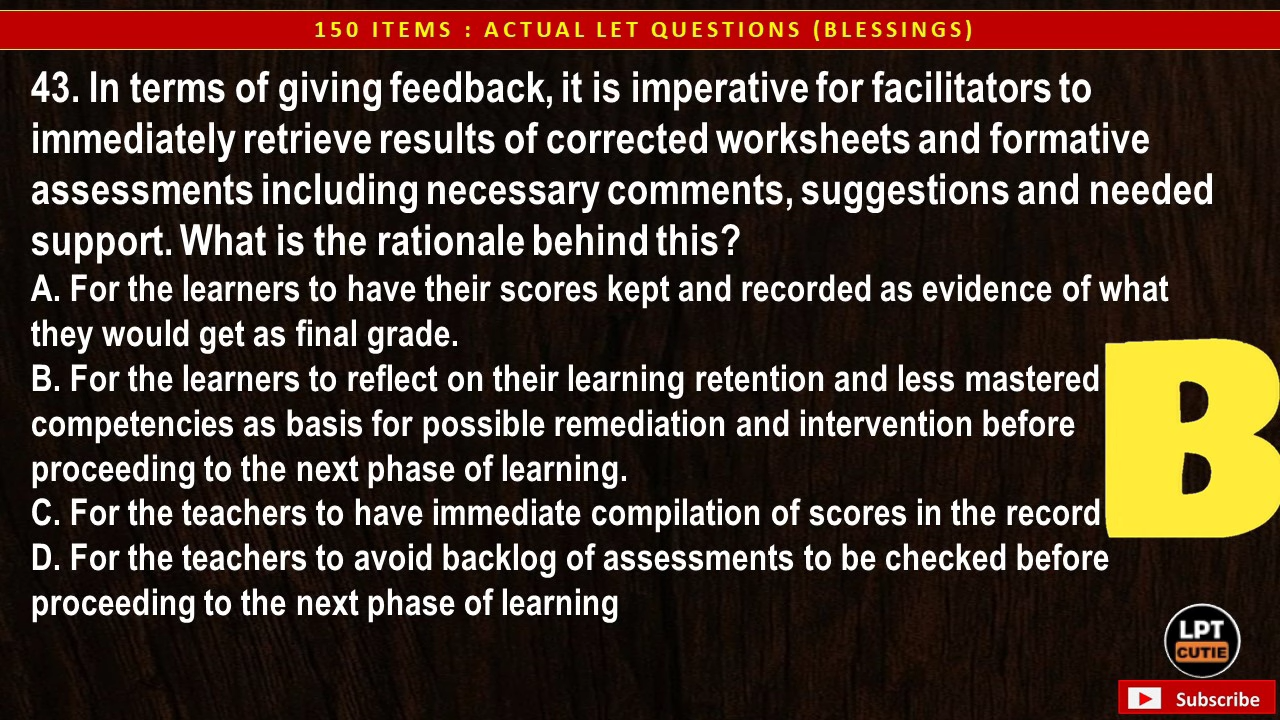 150 ITEMS : ACTUAL LET QUESTIONS (BLESSINGS)
43. In terms of giving feedback, it is imperative for facilitators to
immediately retrieve results of corrected worksheets and formative
assessments including necessary comments, suggestions and needed
support. What is the rationale behind this?
A. For the learners to have their scores kept and recorded as evidence of what
they would get as final grade.
B. For the learners to reflect on their learning retention and less mastered
competencies as basis for possible remediation and intervention before
proceeding to the next phase of learning.
C. For the teachers to have immediate compilation of scores in the record
D. For the teachers to avoid backlog of assessments to be checked before
proceeding to the next phase of learning
B
LPT
CUTIE
Subscribe